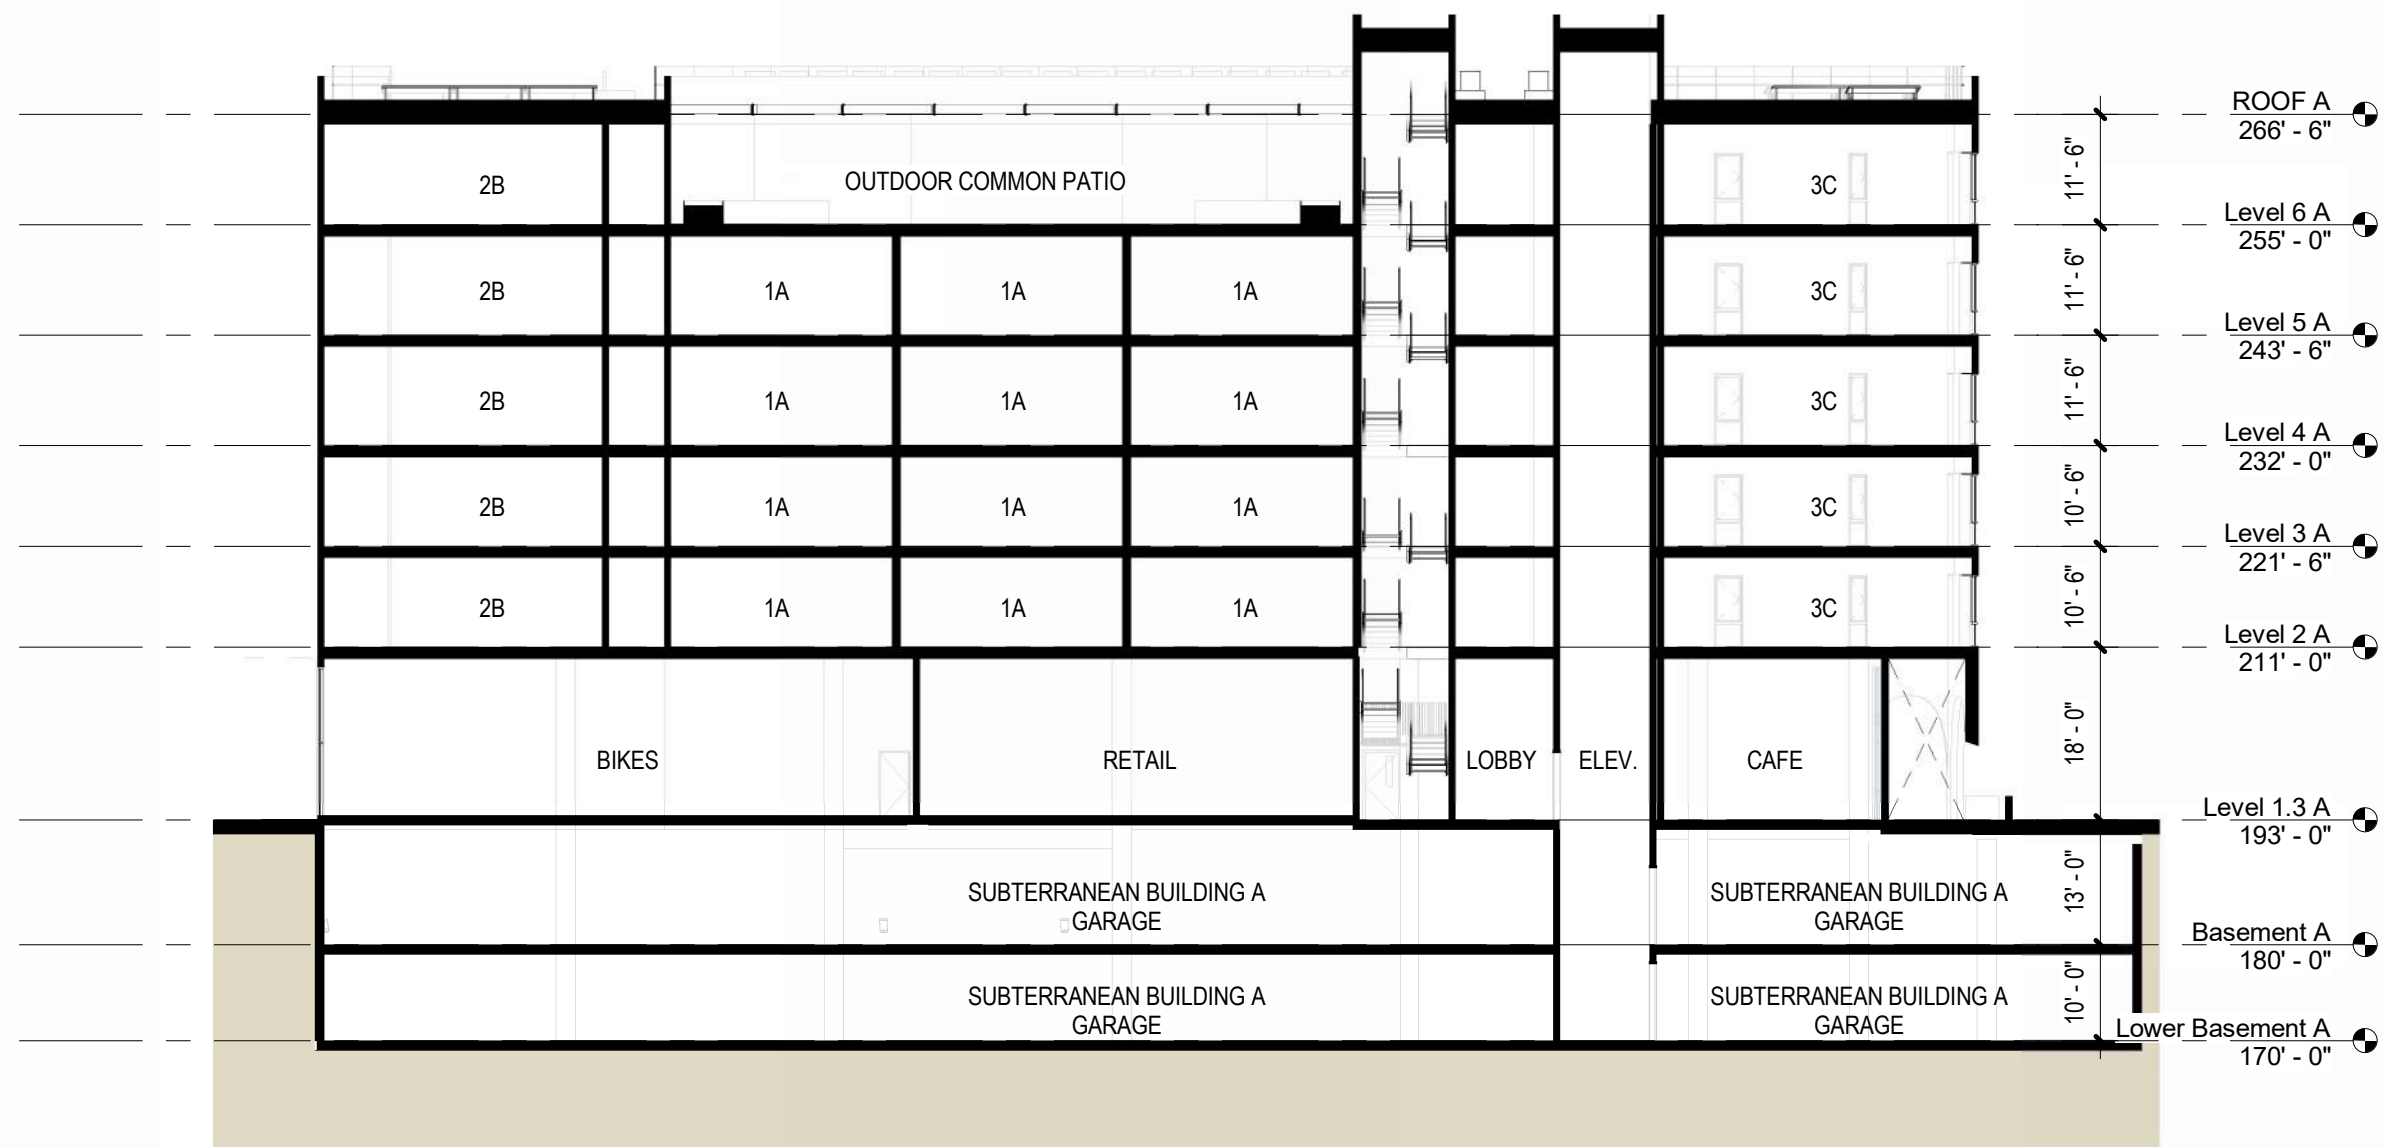 ROOF A
266' - 6"
11' - 6"
2B
OUTDOOR COMMON PATIO
3C
Level 6 A
255' - 0"
11' - 6"
2B
1A
1A
1A
3C
Level 5 A
243' - 6"
11' - 6"
2B
1A
1A
1A
3C
Level 4 A
232' - 0"
10' - 6"
2B
1A
1A
1A
3C
Level 3 A
221' - 6"
10' - 6"
2B
1A
1A
1A
3C
Level 2 A
211' - 0"
18' - 0"
BIKES
RETAIL
LOBBY
ELEV.
CAFE
Level 1.3 A
193' - 0"
13' - 0"
SUBTERRANEAN BUILDING A
GARAGE
SUBTERRANEAN BUILDING A
GARAGE
Basement A
180' - 0"
10' - 0"
SUBTERRANEAN BUILDING A
GARAGE
SUBTERRANEAN BUILDING A
GARAGE
Lower Basement A
170' - 0"